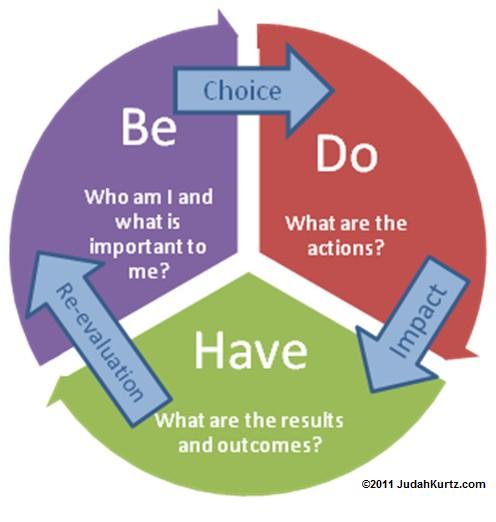 Be
Choice
Who am I and
what is
important to
me?
Do
What are the
actions?
Impact
Have
What are the results
and outcomes?
Re-evaluation
©2011 JudahKurtz.com